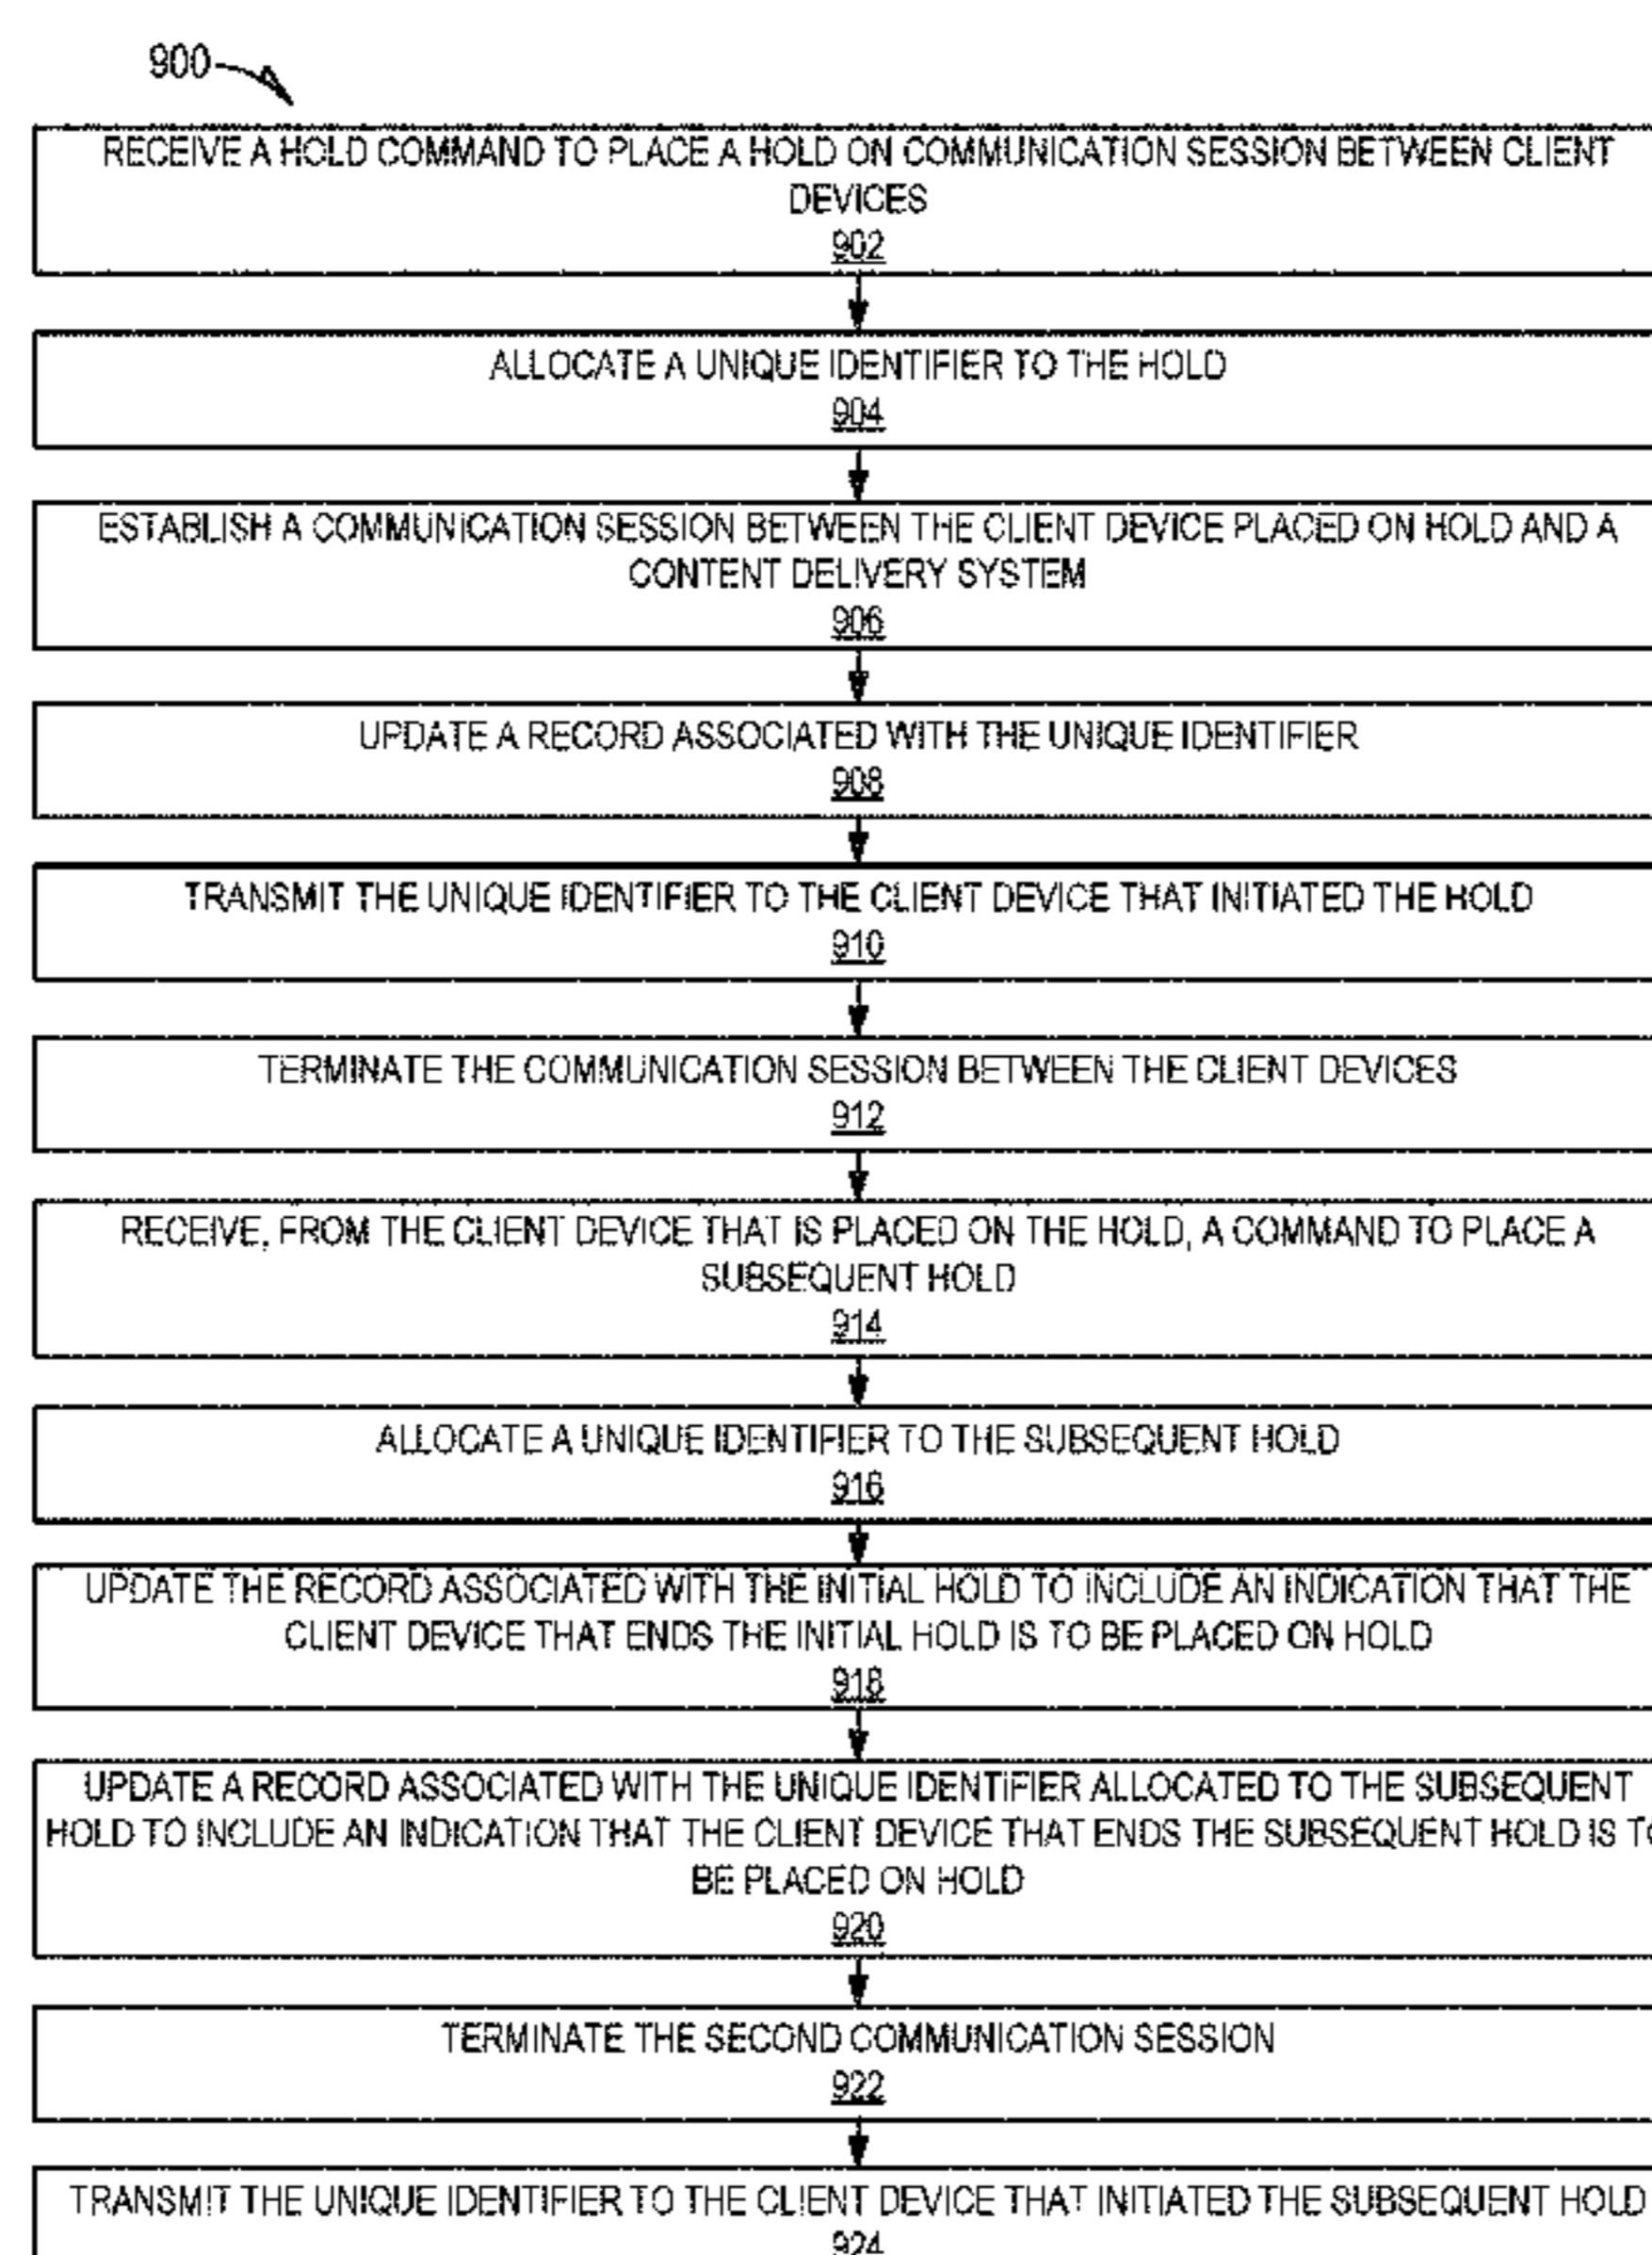 900
RECEIVE A HOLD COMMAND TO PLACE A HOLD ON COMMUNICATION SESSION BETWEEN CLIENT
DEVICES
902
ALLOCATE A UNIQUE IDENTIFIER TO THE HOLD
904
ESTABLISH A COMMUNICATION SESSION BETWEEN THE CLIENT DEVICE PLACED ON HOLD AND A
CONTENT DELIVERY SYSTEM
906
UPDATE A RECORD ASSOCIATED WITH THE UNIQUE IDENTIFIER
908
TRANSMIT THE UNIQUE IDENTIFIER TO THE CLIENT DEVICE THAT INITIATED THE HOLD
910
TERMINATE THE COMMUNICATION SESSION BETWEEN THE CLIENT DEVICES
912
RECEIVE, FROM THE CLIENT DEVICE THAT IS PLACED ON THE HOLD, A COMMAND TO PLACE A
SUBSEQUENT HOLD
914
ALLOCATE A UNIQUE IDENTIFIER TO THE SUBSEQUENT HOLD
916
UPDATE THE RECORD ASSOCIATED WITH THE INITIAL HOLD TO INCLUDE AN INDICATION THAT THE
CLIENT DEVICE THAT ENDS THE INITIAL HOLD IS TO BE PLACED ON HOLD
918
UPDATE A RECORD ASSOCIATED WITH THE UNIQUE IDENTIFIER ALLOCATED TO THE SUBSEQUENT
HOLD TO INCLUDE AN INDICATION THAT THE CLIENT DEVICE THAT ENDS THE SUBSEQUENT HOLD IS TO
BE PLACED ON HOLD
920
TERMINATE THE SECOND COMMUNICATION SESSION
922
TRANSMIT THE UNIQUE IDENTIFIER TO THE CLIENT DEVICE THAT INITIATED THE SUBSEQUENT HOLD
924